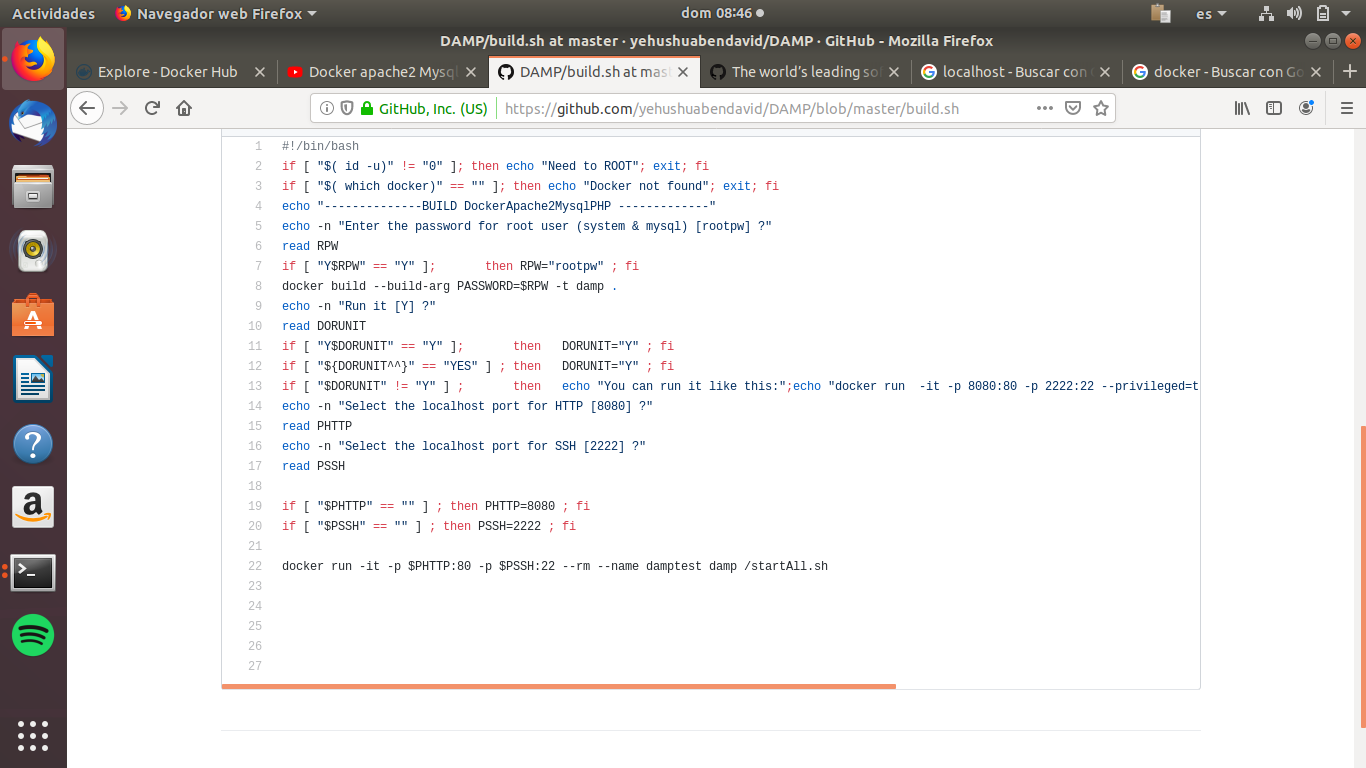 Actividades Navegador web Firefox dom 08:46 es
DAMP/build.sh at master · yehushuabendavid/DAMP · GitHub - Mozilla Firefox
Explore - Docker Hub Docker apache2 Mysql DAMP/build.sh at mast The world's leading so localhost - Buscar con docker - Buscar con Go
GitHub, Inc. (US) https://github.com/yehushuabendavid/DAMP/blob/master/build.sh
1 #!/bin/bash
2 if [ "$( id -u)" != "0" ]; then echo "Need to ROOT"; exit; fi
3 if [ "$( which docker)" == "" ]; then echo "Docker not found"; exit; fi
4 echo "--------------BUILD DockerApache2MysqlPHP -------------"
5 echo -n "Enter the password for root user (system & mysql) [rootpw] ?"
6 read RPW
7 if [ "Y$RPW" == "Y" ];       then RPW="rootpw" ; fi
8 docker build --build-arg PASSWORD=$RPW -t damp .
9 echo -n "Run it [Y] ?"
10 read DORUNIT
11 if [ "Y$DORUNIT" == "Y" ];       then   DORUNIT="Y" ; fi
12 if [ "${DORUNIT^^}" == "YES" ] ; then   DORUNIT="Y" ; fi
13 if [ "$DORUNIT" != "Y" ] ;       then   echo "You can run it like this:";echo "docker run  -it -p 8080:80 -p 2222:22 --privileged=t
14 echo -n "Select the localhost port for HTTP [8080] ?"
15 read PHTTP
16 echo -n "Select the localhost port for SSH [2222] ?"
17 read PSSH
18
19 if [ "$PHTTP" == "" ] ; then PHTTP=8080 ; fi
20 if [ "$PSSH" == "" ] ; then PSSH=2222 ; fi
21
22 docker run -it -p $PHTTP:80 -p $PSSH:22 --rm --name damptest damp /startAll.sh
23
24
25
26
27